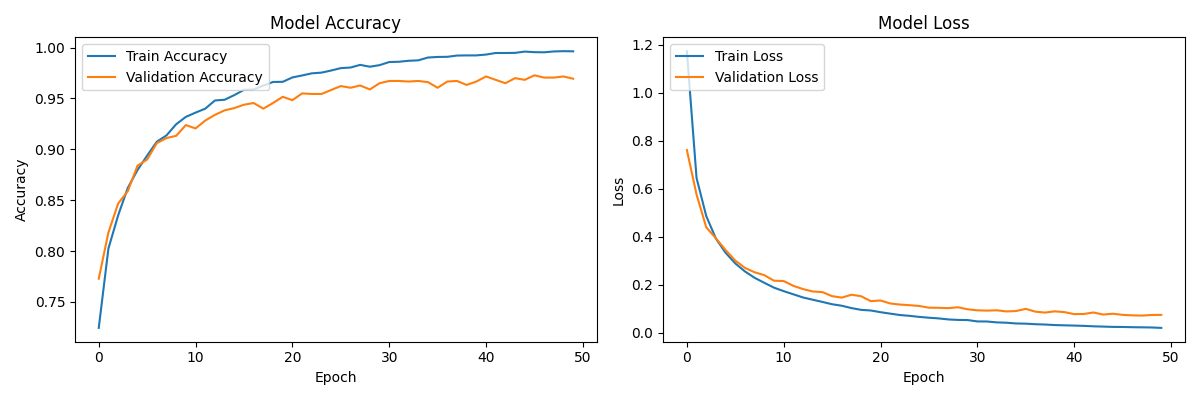 Model Accuracy
Train Accuracy
Validation Accuracy
1.00
0.95
0.90
0.85
0.80
0.75
Accuracy
0
10
20
30
40
50
Epoch
Model Loss
Train Loss
Validation Loss
1.2
1.0
0.8
0.6
0.4
0.2
0.0
Loss
0
10
20
30
40
50
Epoch